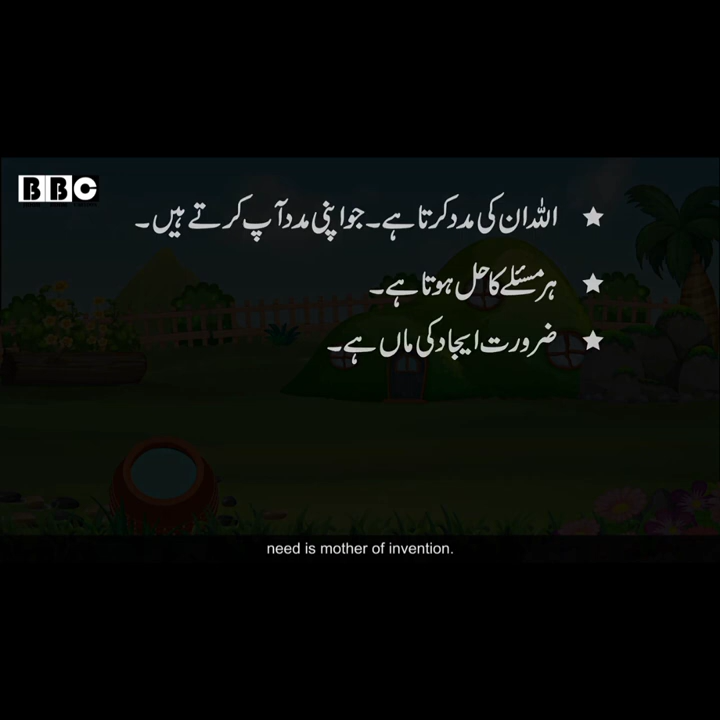 BBC
اللہ ان کی مدد کرتا ہے۔ جو اپنی مدد آپ کرتے ہیں۔
ہر مسئلے کا حل ہوتا ہے۔
ضرورت ایجاد کی ماں ہے۔
need is mother of invention.